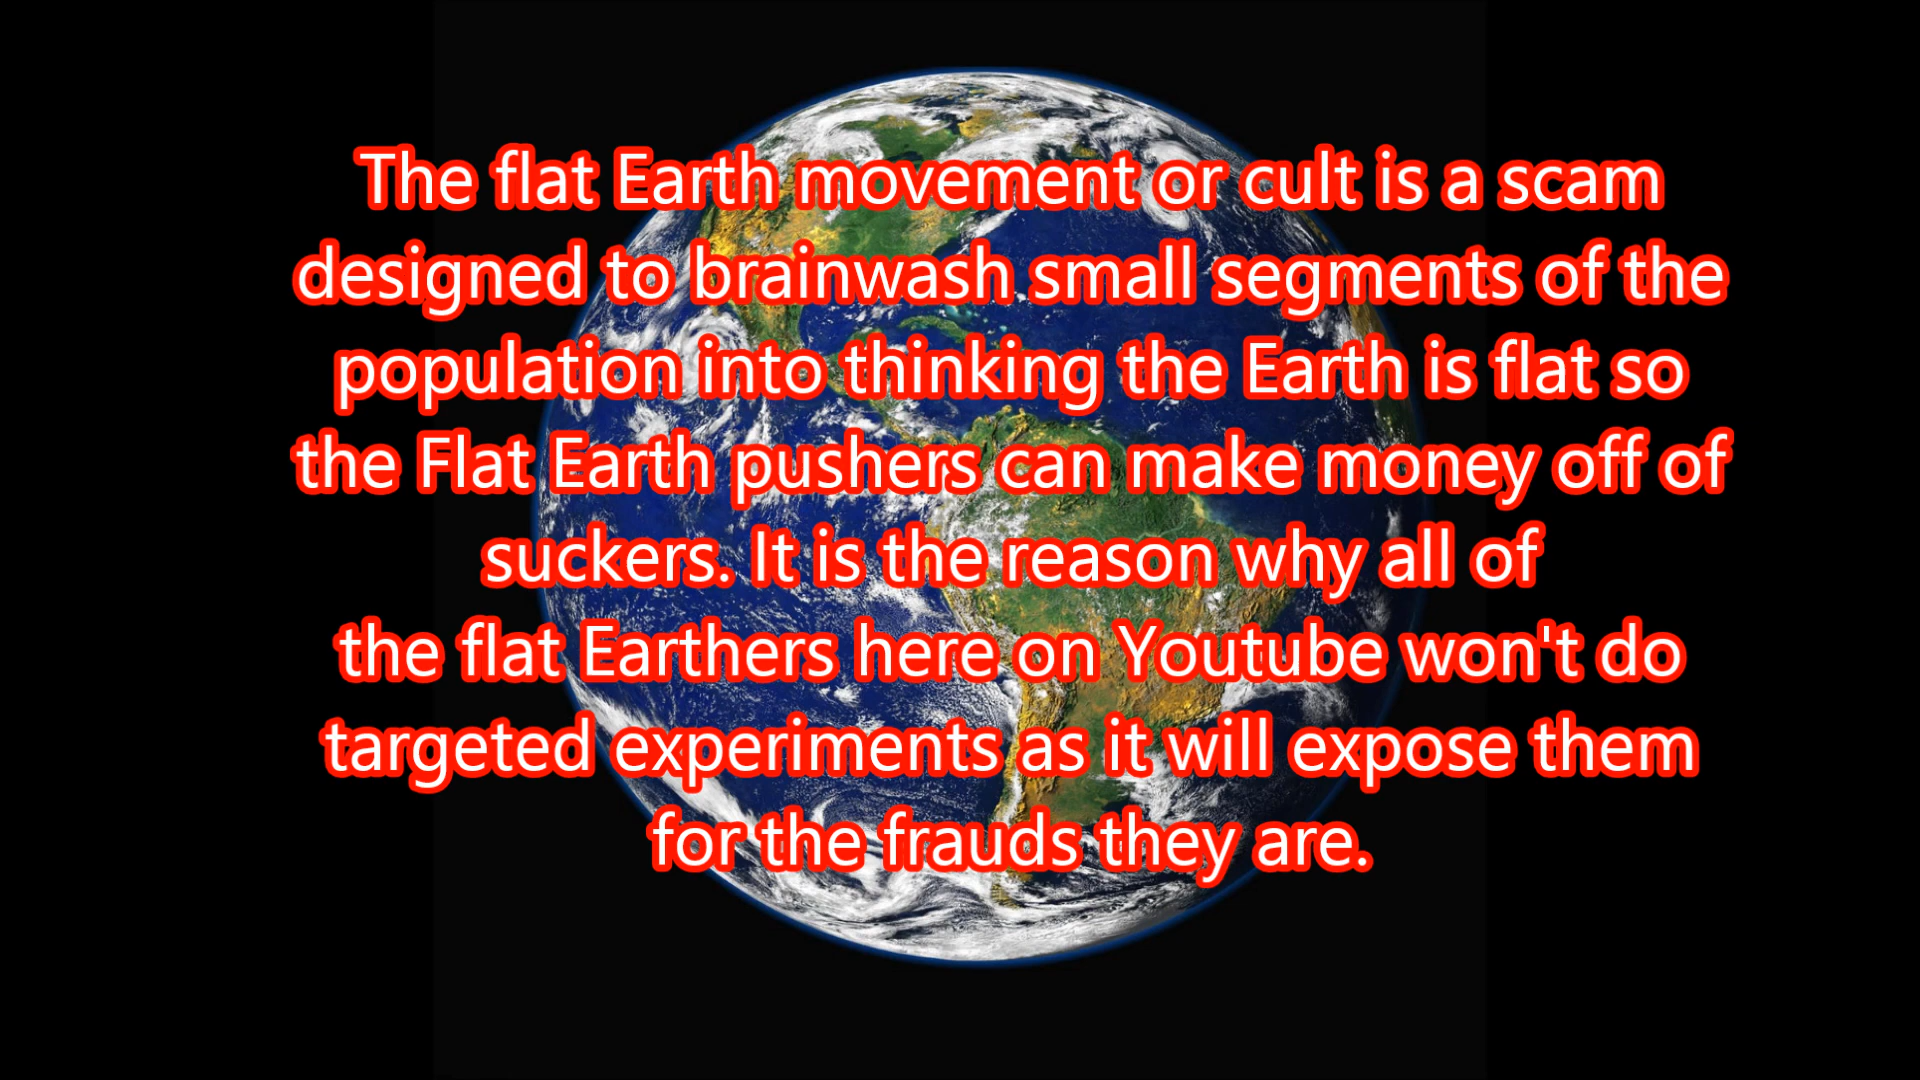 The flat Earth movement or cult is a scam
designed to brainwash small segments of the
population into thinking the Earth is flat so
the Flat Earth pushers can make money off of
suckers. It is the reason why all of
the flat Earthers here on Youtube won't do
targeted experiments as it will expose them
for the frauds they are.